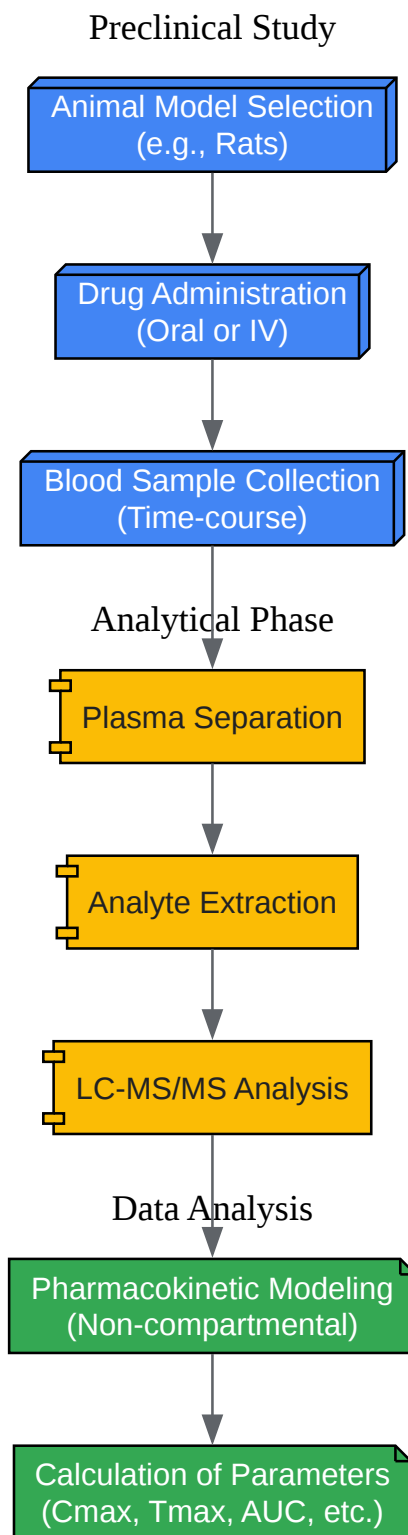 Preclinical Study
Animal Model Selection
(e.g., Rats)
Drug Administration
(Oral or IV)
Blood Sample Collection
(Time-course)
Analytical Phase
Plasma Separation
Analyte Extraction
LC-MS/MS Analysis
Data Analysis
Pharmacokinetic Modeling
(Non-compartmental)
Calculation of Parameters
(Cmax, Tmax, AUC, etc.)